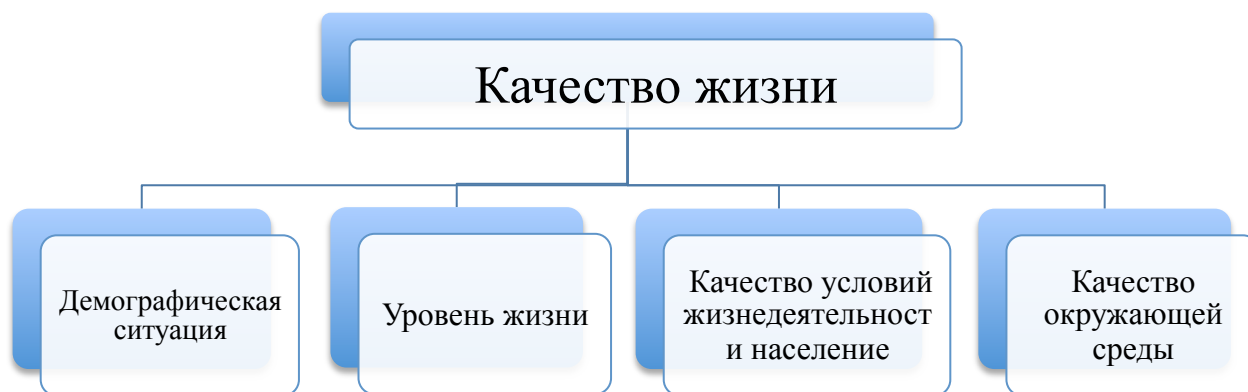 Качество жизни
Демографическая
ситуация
Уровень жизни
Качество условий
жизнедеятельност
и население
Качество
окружающей
среды